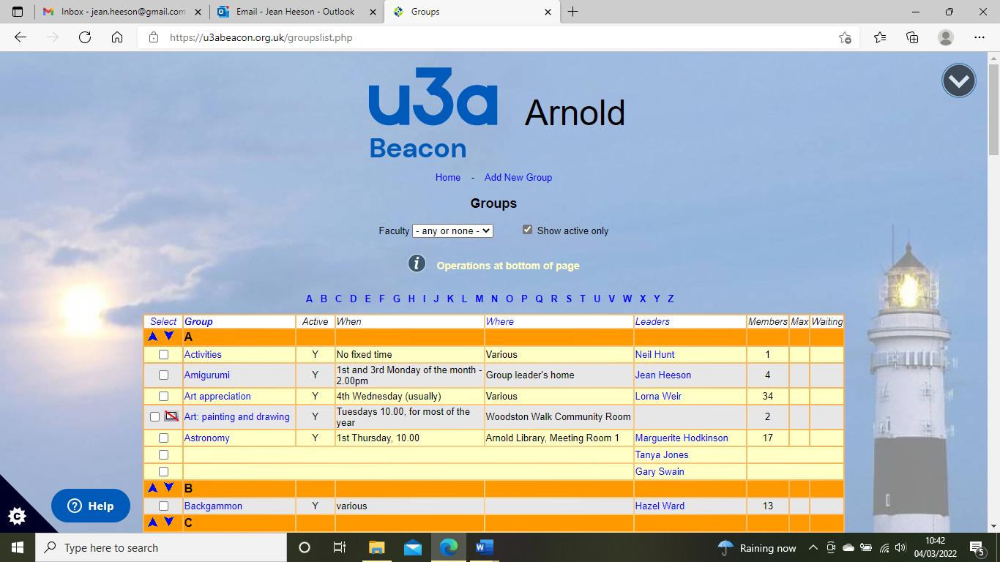 Inbox - jean.heeson@gmail.com
Email - Jean Heeson - Outlook
Groups
https://u3abeacon.org.uk/groupslist.php
u3a Arnold
Beacon
Home - Add New Group
Groups
Faculty - any or none - Show active only
i Operations at bottom of page
A B C D E F G H I J K L M N O P Q R S T U V W X Y Z
Select Group Active When Where Leaders Members Max Waiting
A
Activities Y No fixed time Various Neil Hunt 1
Amigurumi Y 1st and 3rd Monday of the month - Group leader's home Jean Heeson 4
2.00pm
Art appreciation Y 4th Wednesday (usually) Various Lorna Weir 34
Art: painting and drawing Y Tuesdays 10.00, for most of the Woodston Walk Community Room 2
year
Astronomy Y 1st Thursday, 10.00 Arnold Library, Meeting Room 1 Marguerite Hodkinson 17
Tanya Jones
Gary Swain
B
Backgammon Y various Hazel Ward 13
C
? Help
C
Type here to search
W
Raining now
10:42
04/03/2022
5